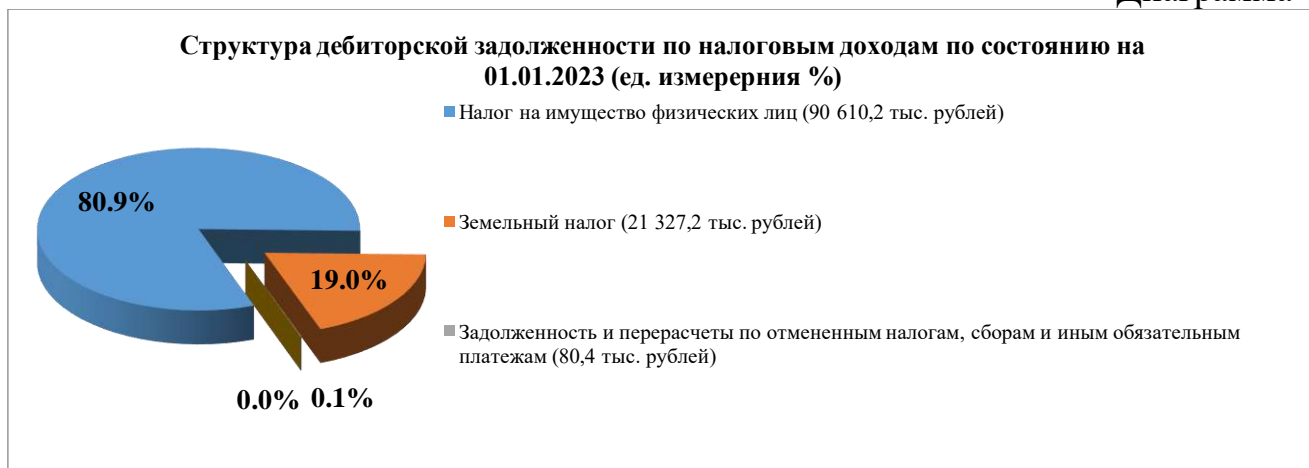 Диаграмма
Структура дебиторской задолженности по налоговым доходам по состоянию на
01.01.2023 (ед. измерерния %)
Налог на имущество физических лиц (90 610,2 тыс. рублей)
80.9%
Земельный налог (21 327,2 тыс. рублей)
19.0%
Задолженность и перерасчеты по отмененным налогам, сборам и иным обязательным
платежам (80,4 тыс. рублей)
0.0% 0.1%